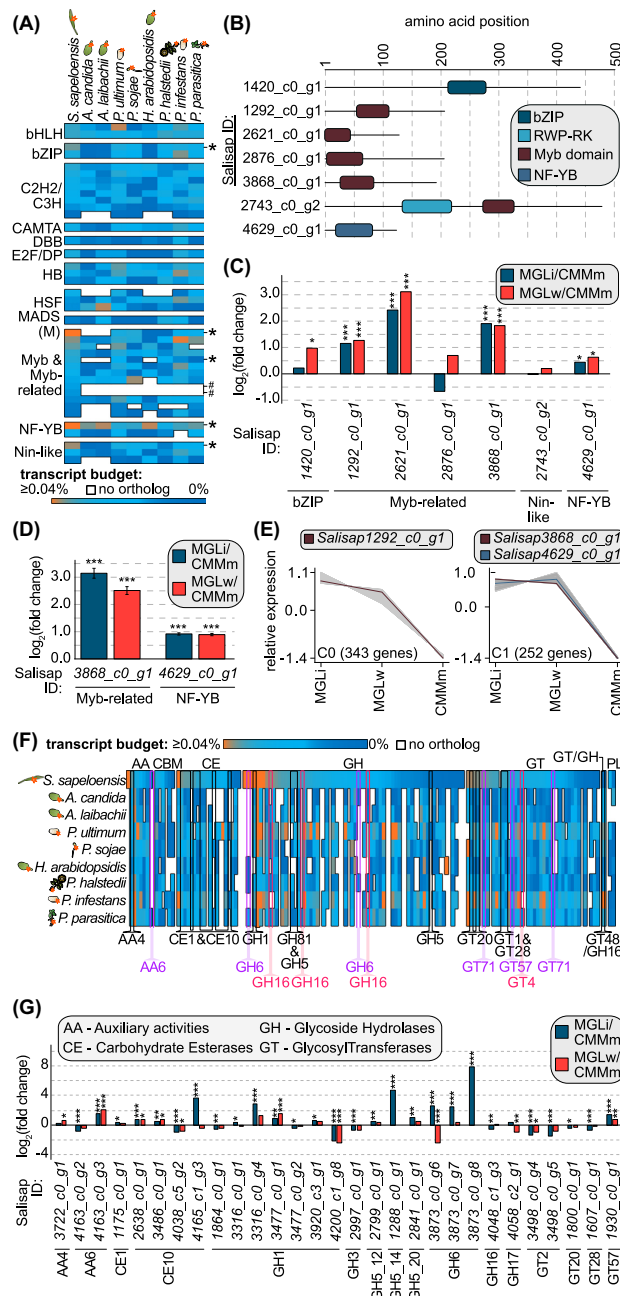 (A)
S. sapeloensis
A. candida
A. laibachii
P. ultimum
P. sojae
H. arabidopsidis
P. halstedii
P. infestans
P. parasitica
bHLH
bZIP
*
C2H2/
C3H
CAMTA
DBB
E2F/DP
HB
HSF
MADS
(M)
*
Myb &
*
Myb-
related
#
#
NF-YB
*
Nin-like
*
transcript budget:
≥0.04% no ortholog 0%
(B)
amino acid position
0 100 200 300 400 500
Salisap ID:
1420_c0_g1
1292_c0_g1
2621_c0_g1
2876_c0_g1
3868_c0_g1
2743_c0_g2
4629_c0_g1
bZIP
RWP-RK
Myb domain
NF-YB
(C)
MGLi/CMMm
MGLw/CMMm
log2(fold change)
3.0
2.0
1.0
0.0
-1.0
* *** *** *** *** *** *** * *
Salisap
ID:
1420_c0_g1
1292_c0_g1
2621_c0_g1
2876_c0_g1
3868_c0_g1
2743_c0_g2
4629_c0_g1
bZIP Myb-related Nin-like NF-YB
(D)
MGLi/
CMMm
MGLw/
CMMm
log2(fold change)
3.0
2.0
1.0
0.0
*** *** *** ***
Salisap
ID:
3868_c0_g1 4629_c0_g1
Myb-related NF-YB
(E)
Salisap1292_c0_g1
Salisap3868_c0_g1
Salisap4629_c0_g1
relative expression
1.1
0.0
-1.4
C0 (343 genes)
MGLi
MGLw
CMMm
1.1
0.0
-1.4
C1 (252 genes)
MGLi
MGLw
CMMm
(F)
transcript budget: ≥0.04% 0% no ortholog
AA CBM CE GH GT GT/GH PL
S. sapeloensis
A. candida
A. laibachii
P. ultimum
P. sojae
H. arabidopsidis
P. halstedii
P. infestans
P. parasitica
AA4 CE1 & CE10 GH1 GH81 & GH5 GH5 GT20 GT1& GT28 GT48 /GH16
AA6 GH6 GH6 GT71 GT57 GT71
GH16 GH16 GH16 GT4
(G)
AA - Auxiliary activities GH - Glycoside Hydrolases
CE - Carbohydrate Esterases GT - GlycosylTransferases
MGLi/
CMMm
MGLw/
CMMm
log2(fold change)
8
4
0
-4
Salisap
ID:
3722_c0_g1
4163_c0_g2
4163_c0_g3
1175_c0_g1
2638_c0_g1
3486_c0_g1
4038_c5_g2
4165_c1_g3
1864_c0_g1
3316_c0_g1
3316_c0_g4
3477_c0_g1
3477_c0_g2
3920_c3_g1
4200_c1_g8
2997_c0_g1
2799_c0_g1
1288_c0_g1
2841_c0_g1
3873_c0_g6
3873_c0_g7
3873_c0_g8
4048_c1_g3
4058_c2_g1
3498_c0_g4
3498_c0_g5
1800_c0_g1
1607_c0_g1
1930_c0_g1
AA4 AA6 CE1 CE10 GH1 GH3 GH5_12 GH5_14 GH5_20 GH6 GH16 GH17 GT2 GT20 GT28 GT57